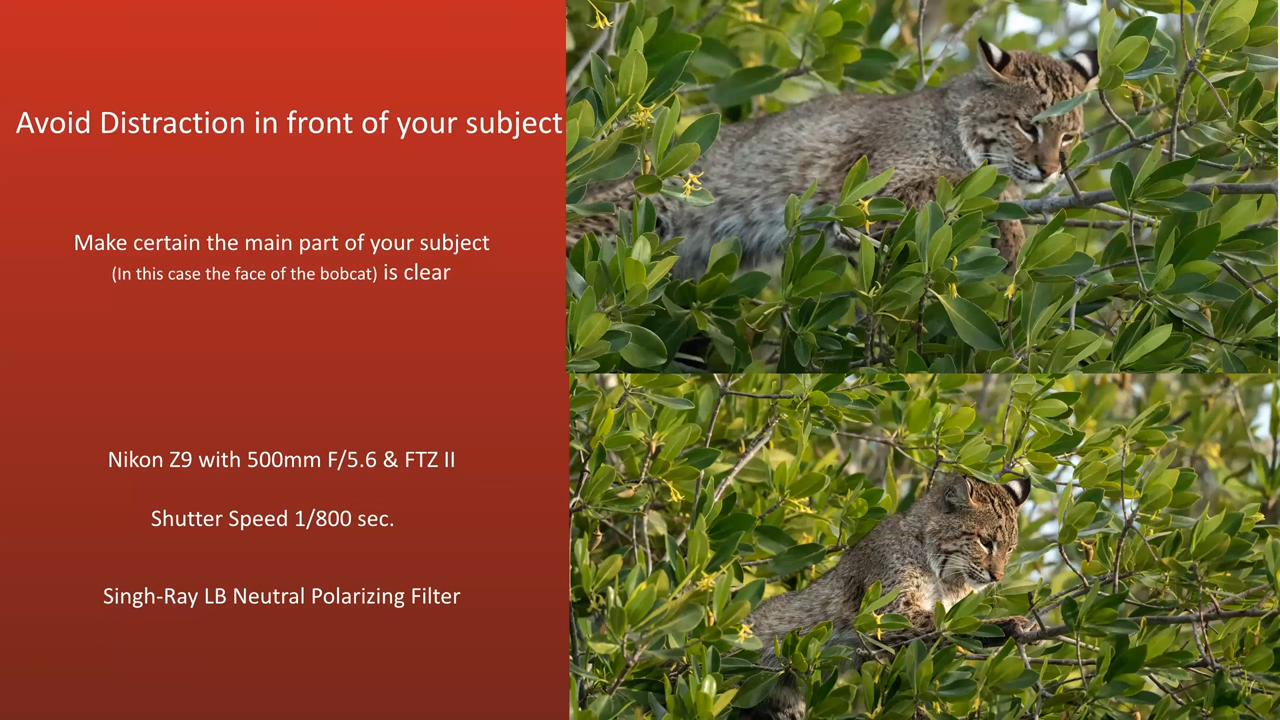 Avoid Distraction in front of your subject
Make certain the main part of your subject
(In this case the face of the bobcat) is clear
Nikon Z9 with 500mm F/5.6 & FTZ II
Shutter Speed 1/800 sec.
Singh-Ray LB Neutral Polarizing Filter